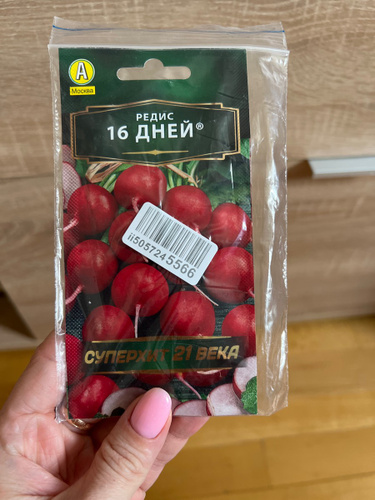 А
Москва
РЕДИС
16 ДНЕЙ®
ii5057245566
СУПЕРХИТ 21 ВЕКА